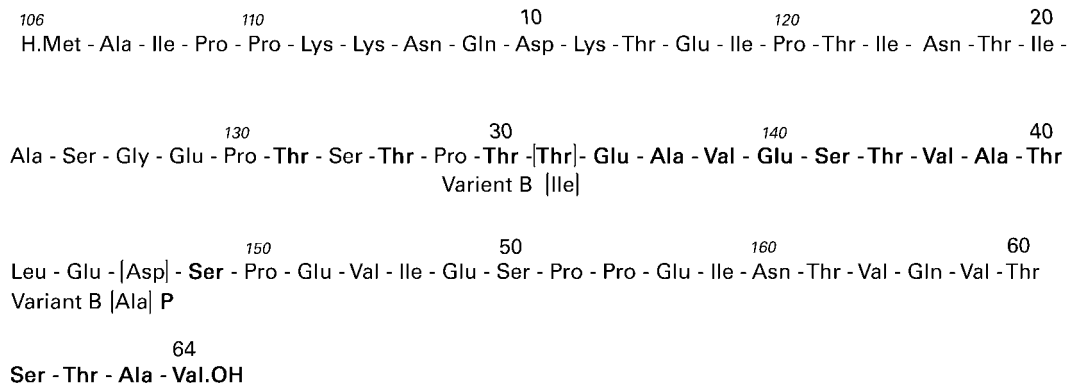 106 110 10 120 20
H.Met - Ala - Ile - Pro - Pro - Lys - Lys - Asn - Gln - Asp - Lys - Thr - Glu - Ile - Pro - Thr - Ile - Asn - Thr - Ile -
130 30 140 40
Ala - Ser - Gly - Glu - Pro - Thr - Ser - Thr - Pro - Thr - [Thr] - Glu - Ala - Val - Glu - Ser - Thr - Val - Ala - Thr
Varient B [Ile]
150 50 160 60
Leu - Glu - [Asp] - Ser - Pro - Glu - Val - Ile - Glu - Ser - Pro - Pro - Glu - Ile - Asn - Thr - Val - Gln - Val - Thr
Variant B [Ala] P
64
Ser - Thr - Ala - Val.OH